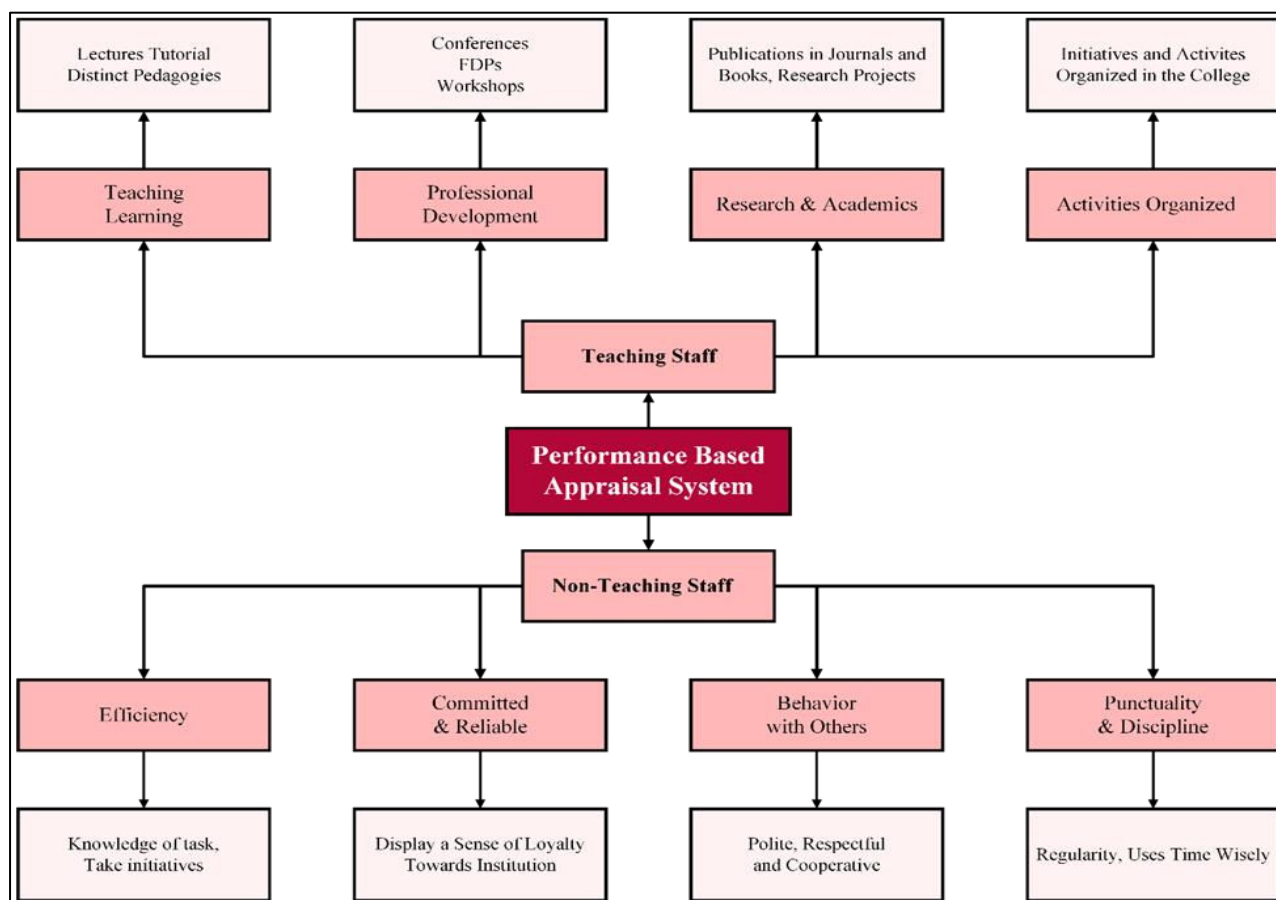 Lectures Tutorial
Distinct Pedagogies
Conferences
FDPs
Workshops
Publications in Journals and
Books, Research Projects
Initiatives and Activites
Organized in the College
Teaching
Learning
Professional
Development
Research & Academics
Activities Organized
Teaching Staff
Performance Based
Appraisal System
Non-Teaching Staff
Efficiency
Committed
& Reliable
Behavior
with Others
Punctuality
& Discipline
Knowledge of task,
Take initiatives
Display a Sense of Loyalty
Towards Institution
Polite, Respectful
and Cooperative
Regularity, Uses Time Wisely